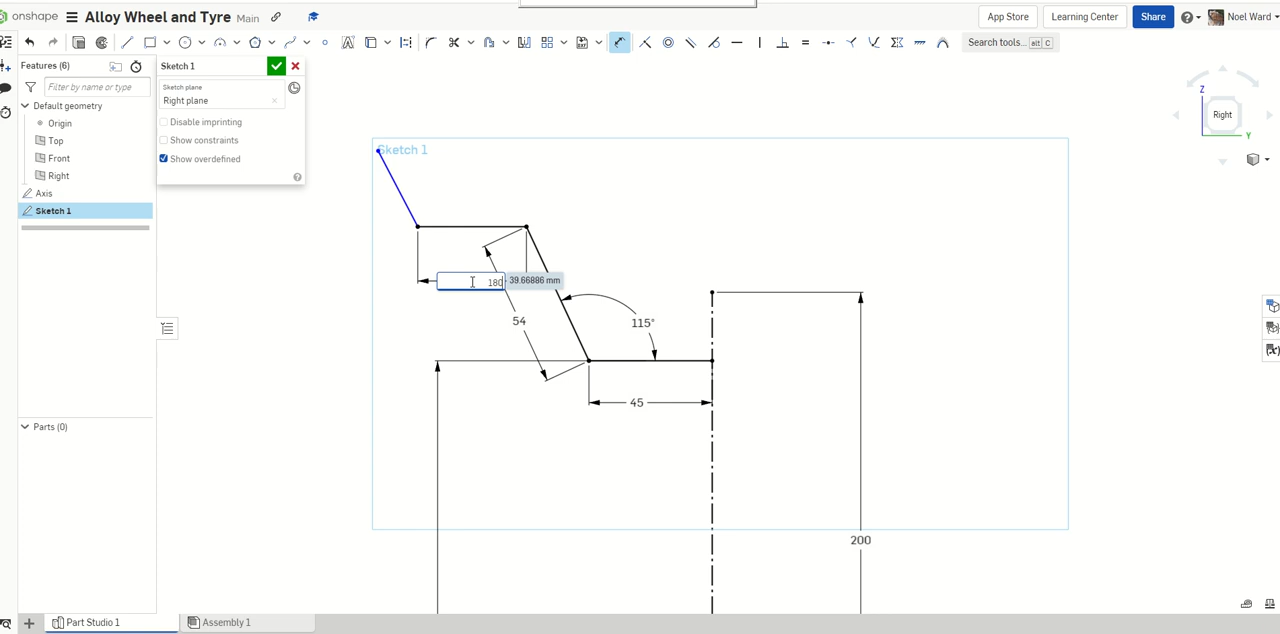 onshape Alloy Wheel and Tyre Main App Store Learning Center Share Noel Ward
Search tools... alt C
Features (6)
Filter by name or type
Default geometry
Origin
Top
Front
Right
Axis
Sketch 1
Parts (0)
Sketch 1
Sketch plane
Right plane
Disable imprinting
Show constraints
Show overdefined
Sketch 1
180
39.66886 mm
54
115°
45
200
Z
Right
Y
Part Studio 1
Assembly 1